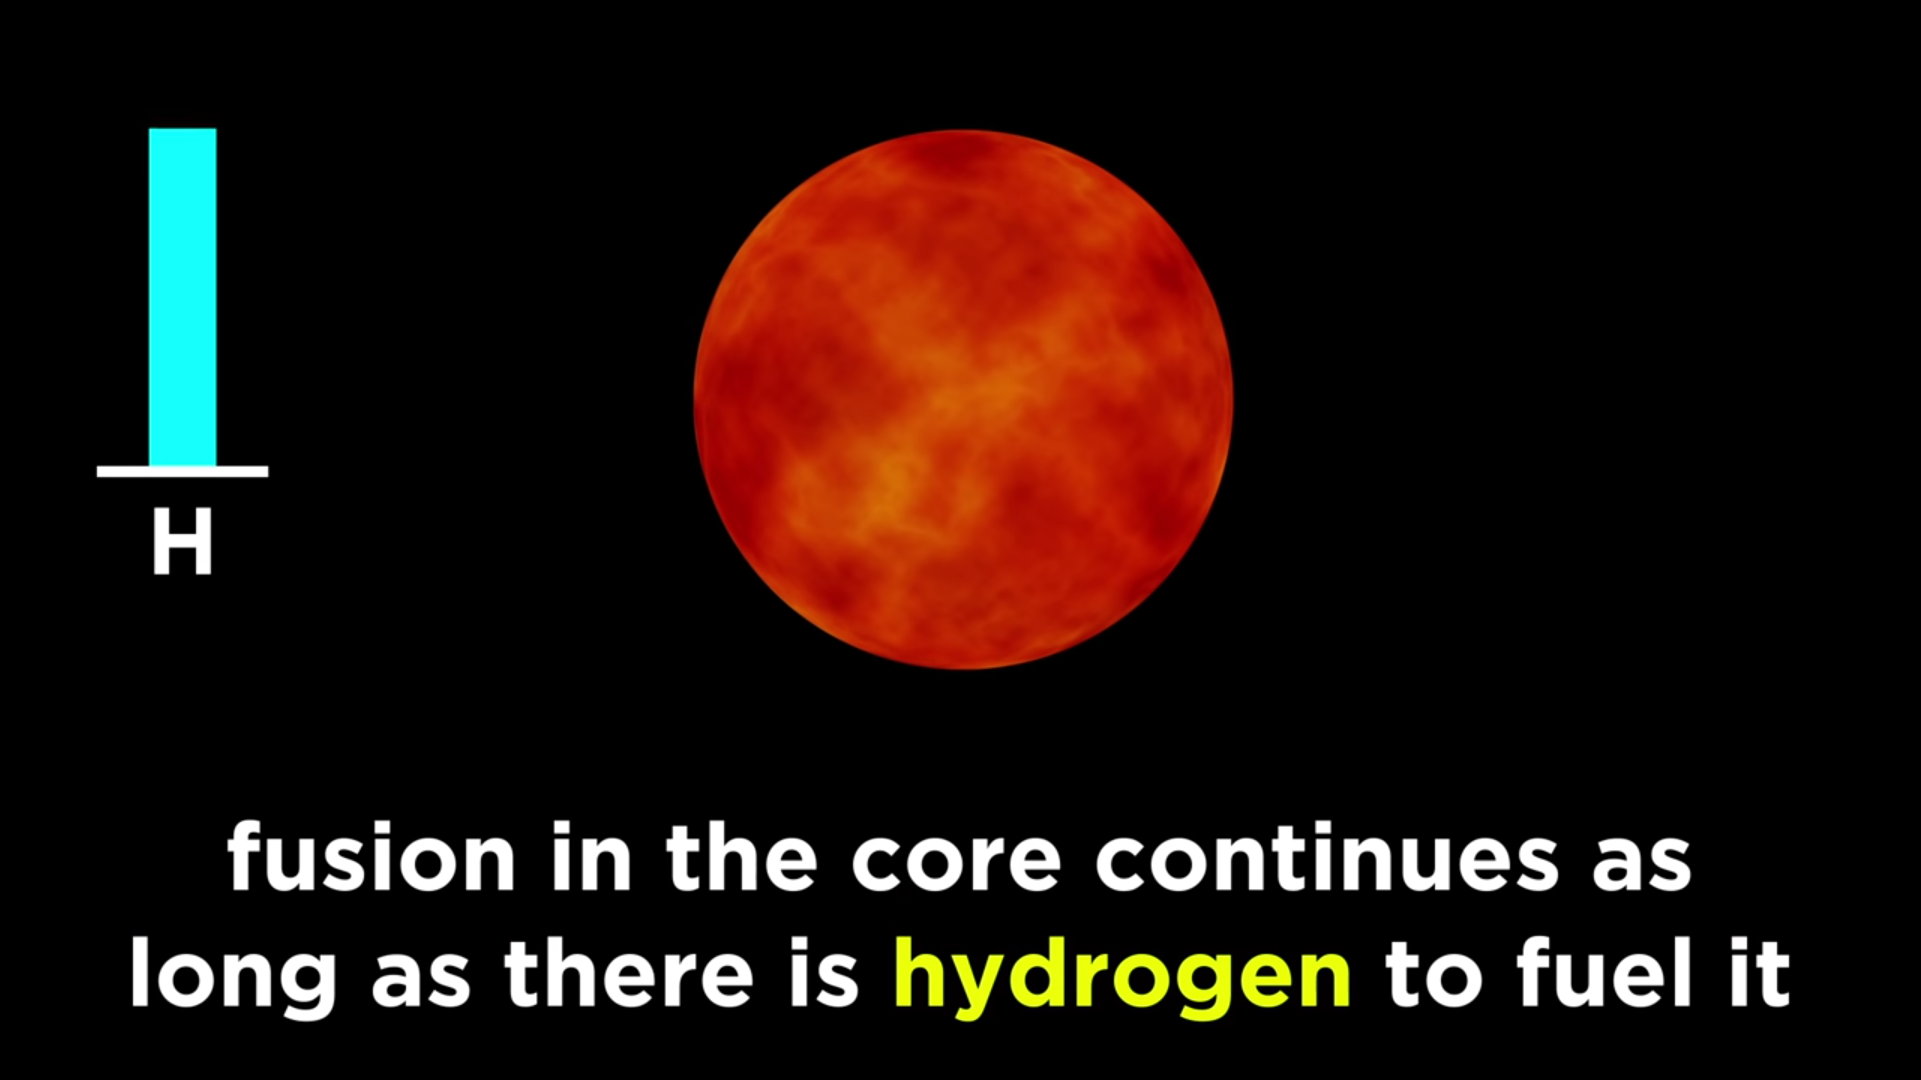 H
fusion in the core continues as
long as there is hydrogen to fuel it